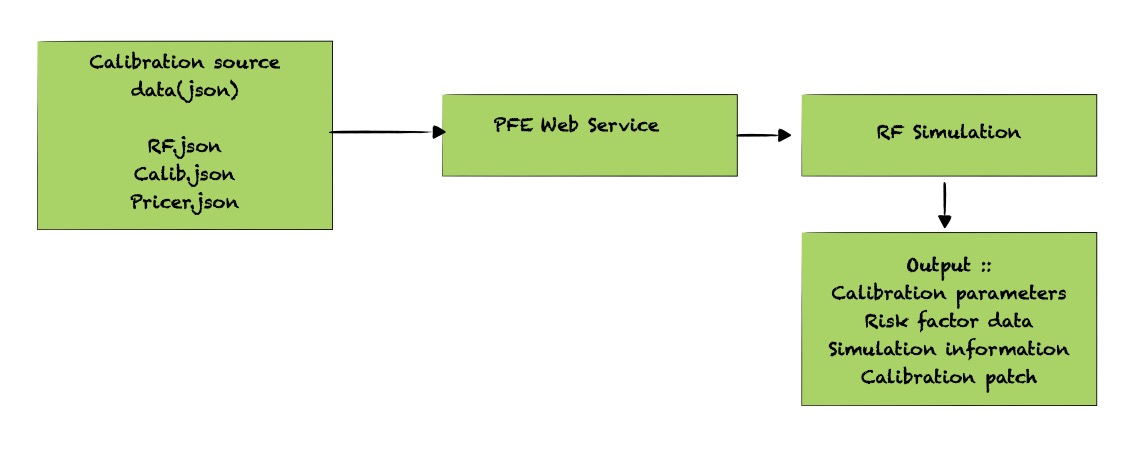 Calibration source
data(json)
RF.json
Calib.json
Pricer.json
PFE Web Service
RF Simulation
Output ::
Calibration parameters
Risk factor data
Simulation information
Calibration patch